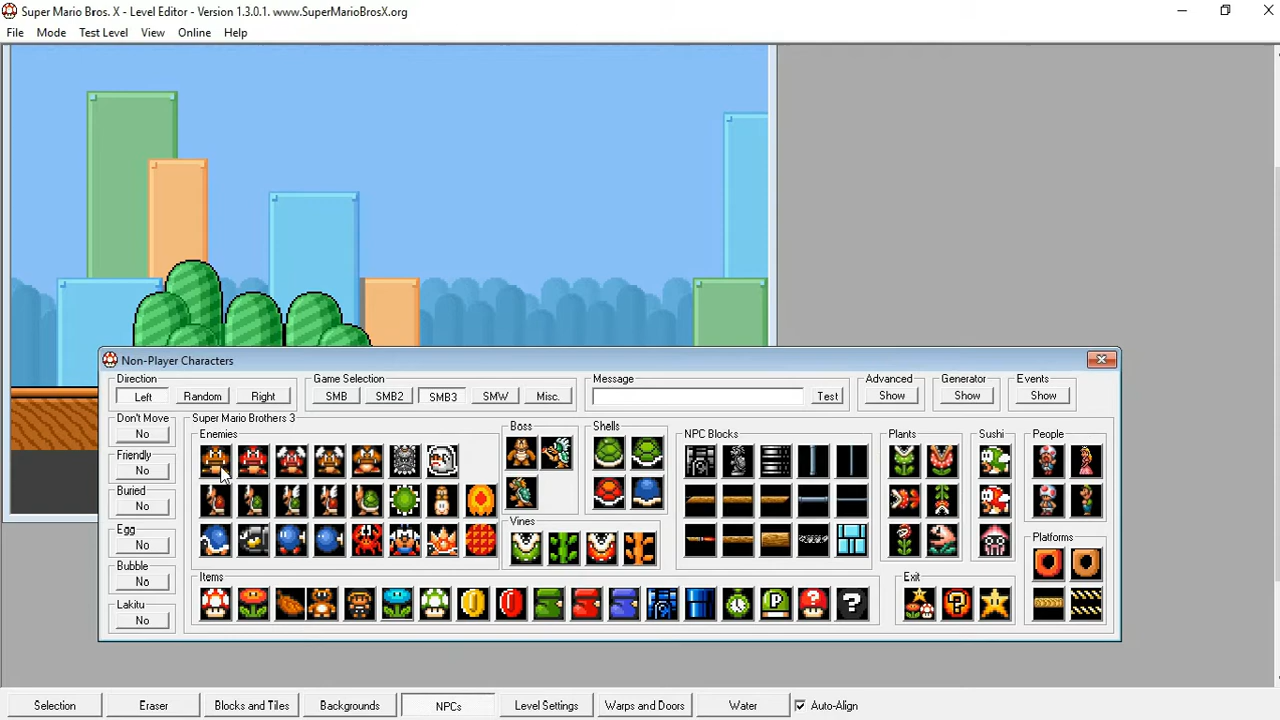 Super Mario Bros. X - Level Editor - Version 1.3.0.1. www.SuperMarioBrosX.org
File Mode Test Level View Online Help
Non-Player Characters
Direction Game Selection Message Advanced Generator Events
Left Random Right SMB SMB2 SMB3 SMW Misc. Test Show Show Show
Don't Move
No
Friendly
No
Buried
No
Egg
No
Bubble
No
Lakitu
No
Super Mario Brothers 3
Enemies
Boss
Shells
Vines
NPC Blocks
Plants
Sushi
People
Platforms
Items
P
?
Exit
?
Selection Eraser Blocks and Tiles Backgrounds NPCs Level Settings Warps and Doors Water Auto-Align